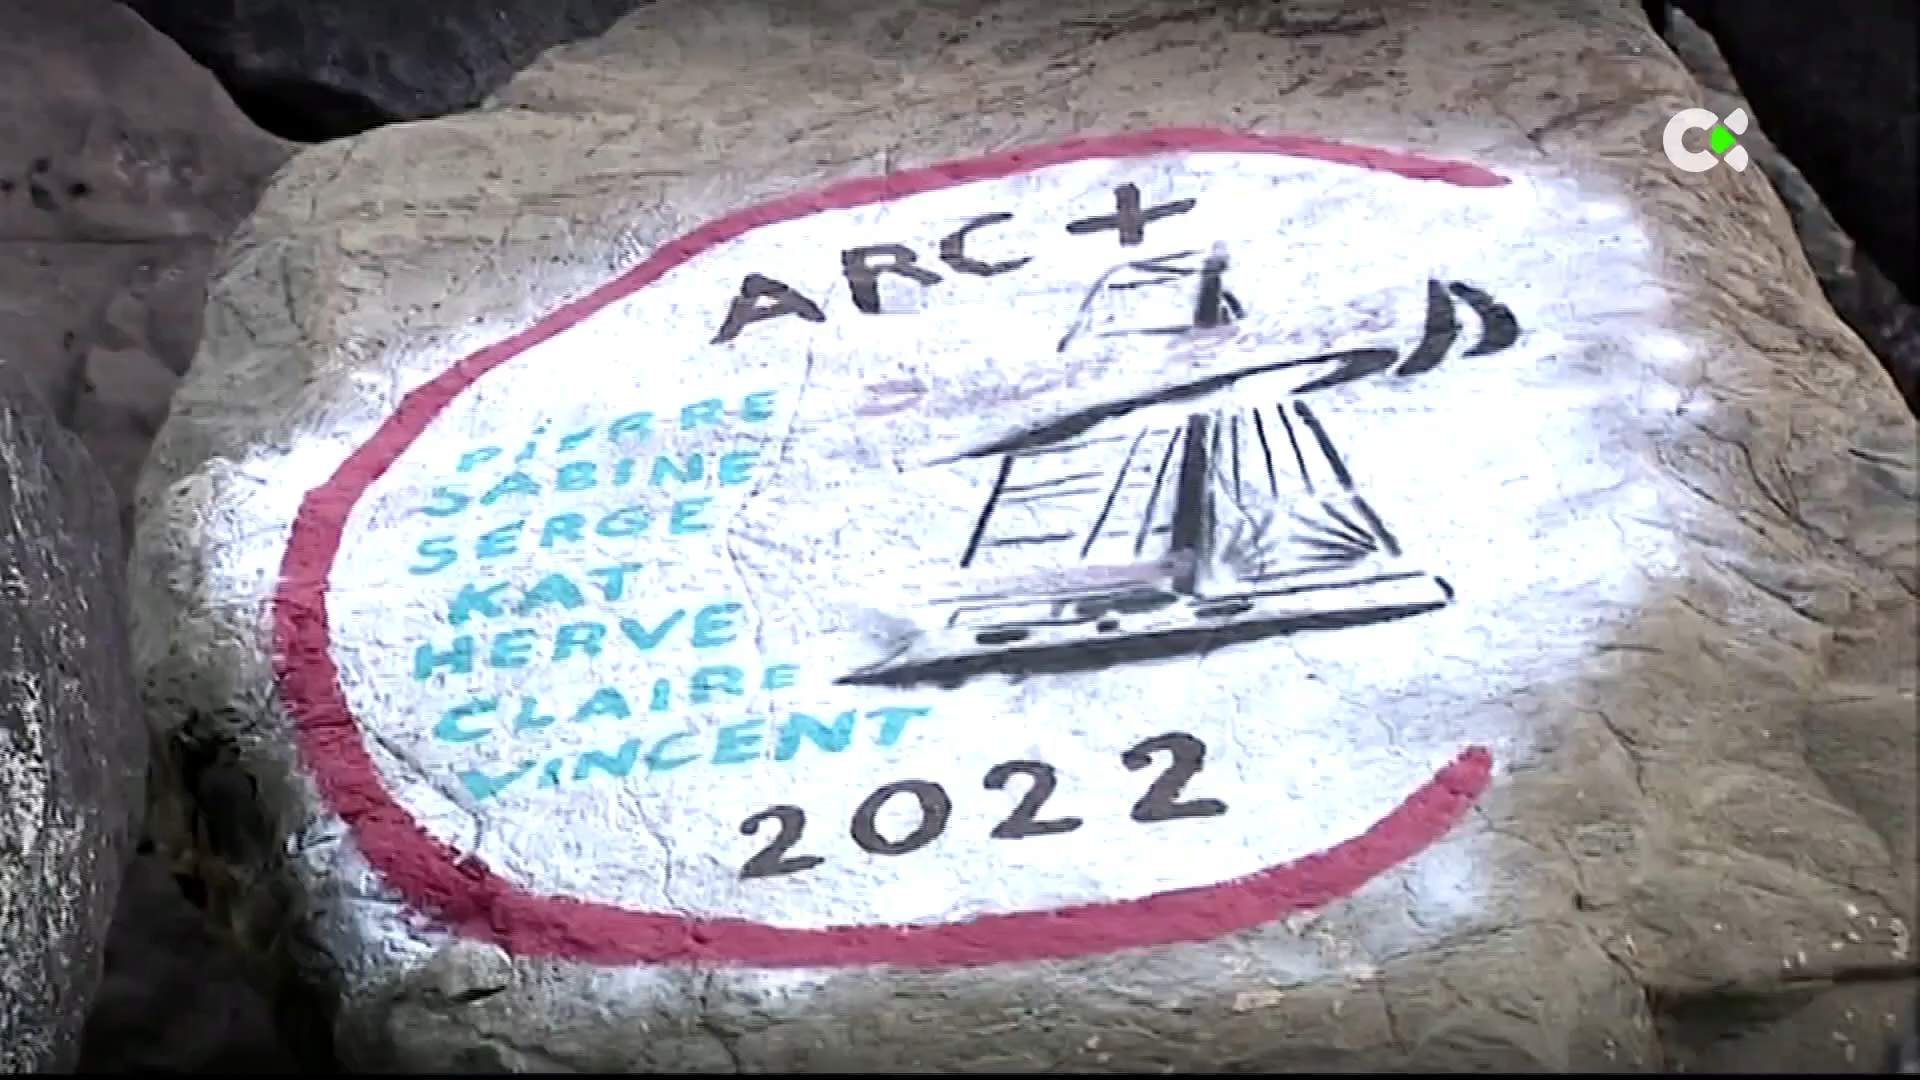 ARC +
PIERRE
SABINE
SERGE
KAT
HERVE
CLAIRE
VINCENT
2022